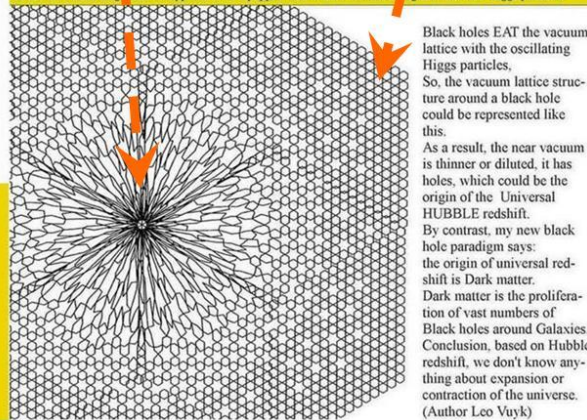 Black holes EAT the vacuum
lattice with the oscillating
Higgs particles,
So, the vacuum lattice struc-
ture around a black hole
could be represented like
this.
As a result, the near vacuum
is thinner or diluted, it has
holes, which could be the
origin of the Universal
HUBBLE redshift.
By contrast, my new black
hole paradigm says:
the origin of universal red-
shift is Dark matter.
Dark matter is the prolifera-
tion of vast numbers of
Black holes around Galaxies.
Conclusion, based on Hubble
redshift, we don't know any-
thing about expansion or
contraction of the universe.
(Author Leo Vuyk)